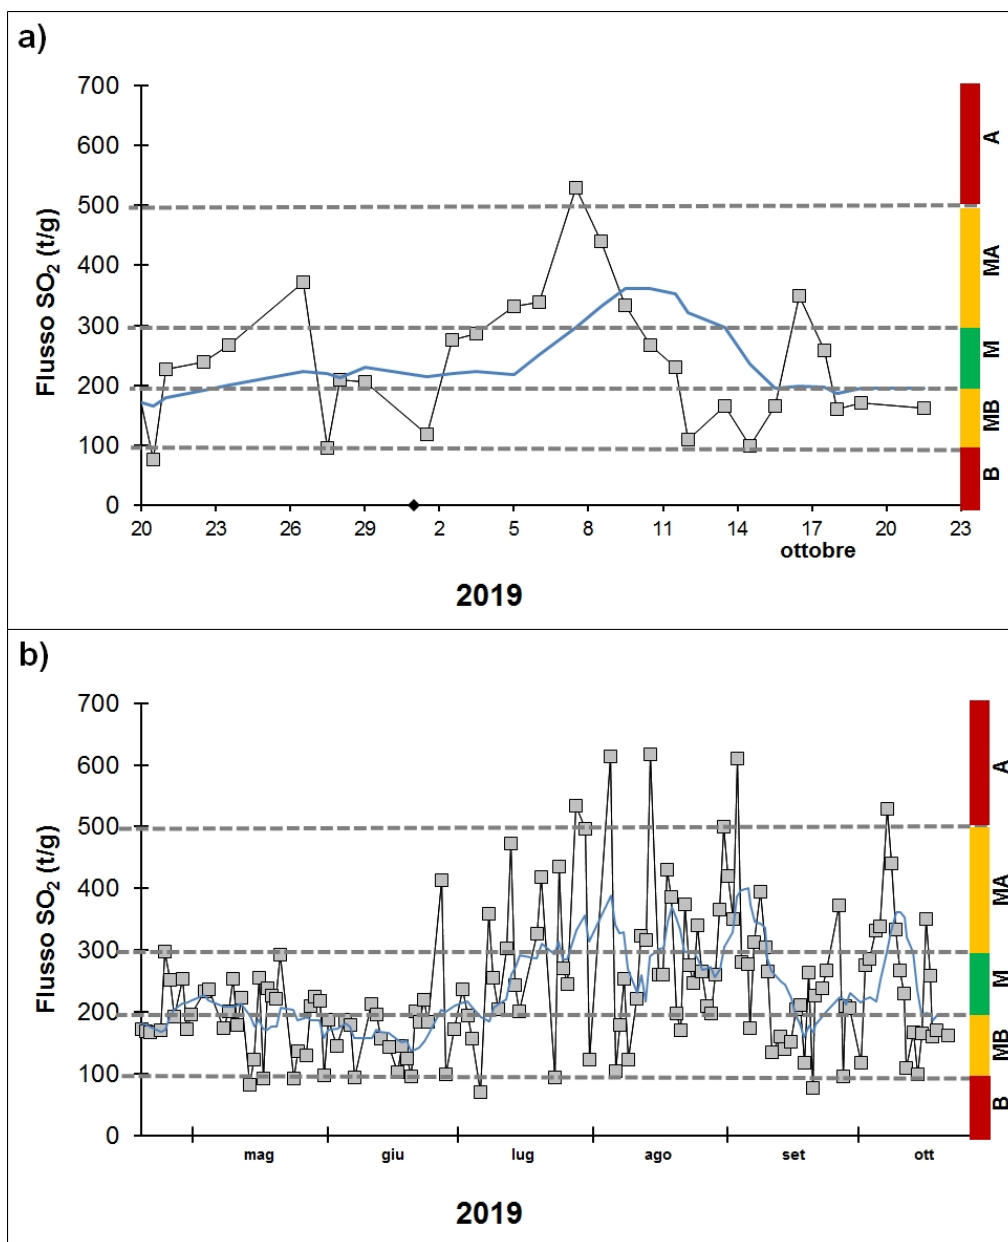 a)
Flusso SO2 (t/g)
700
600
500
400
300
200
100
0
20 23 26 29 2 5 8 11 14 17 20 23
ottobre
2019
A
MA
M
MB
B
b)
Flusso SO2 (t/g)
700
600
500
400
300
200
100
0
mag giu lug ago set ott
2019
A
MA
M
MB
B